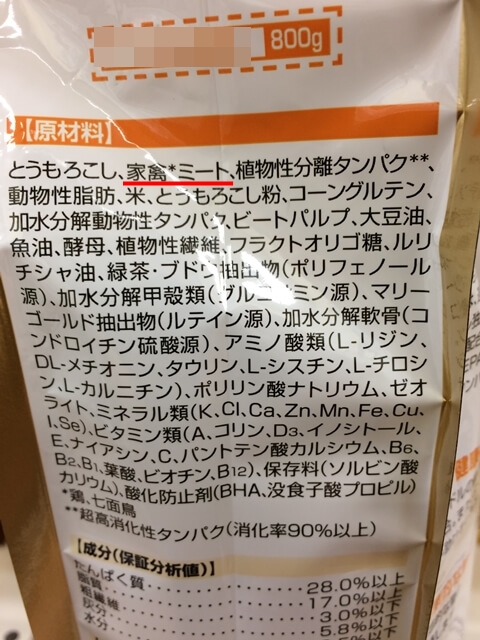 800g
【原材料】
とうもろこし、家禽*ミート、植物性分離タンパク**、
動物性脂肪、米、とうもろこし粉、コーングルテン、
加水分解動物性タンパク、ビートパルプ、大豆油、
魚油、酵母、植物性繊維、フラクトオリゴ糖、ルリ
チシャ油、緑茶・ブドウ抽出物(ポリフェノール
源)、加水分解甲殻類(グルコサミン源)、マリー
ゴールド抽出物(ルテイン源)、加水分解軟骨(コ
ンドロイチン硫酸源)、アミノ酸類(L-リジン、
DL-メチオニン、タウリン、L-シスチン、L-チロシ
ン、L-カルニチン)、ポリリン酸ナトリウム、ゼオ
ライト、ミネラル類(K、Cl、Ca、Zn、Mn、Fe、Cu、
I、Se)、ビタミン類(A、コリン、D3、イノシトール、
E、ナイアシン、C、パントテン酸カルシウム、B6、
B2、B1、葉酸、ビオチン、B12)、保存料(ソルビン酸
カリウム)、酸化防止剤(BHA、没食子酸プロピル)
*鶏、七面鳥
**超高消化性タンパク(消化率90%以上)
【成分(保証分析値)】
たんぱく質 28.0%以上
脂質 17.0%以上
粗繊維 3.0%以下
灰分 5.8%以下
水分